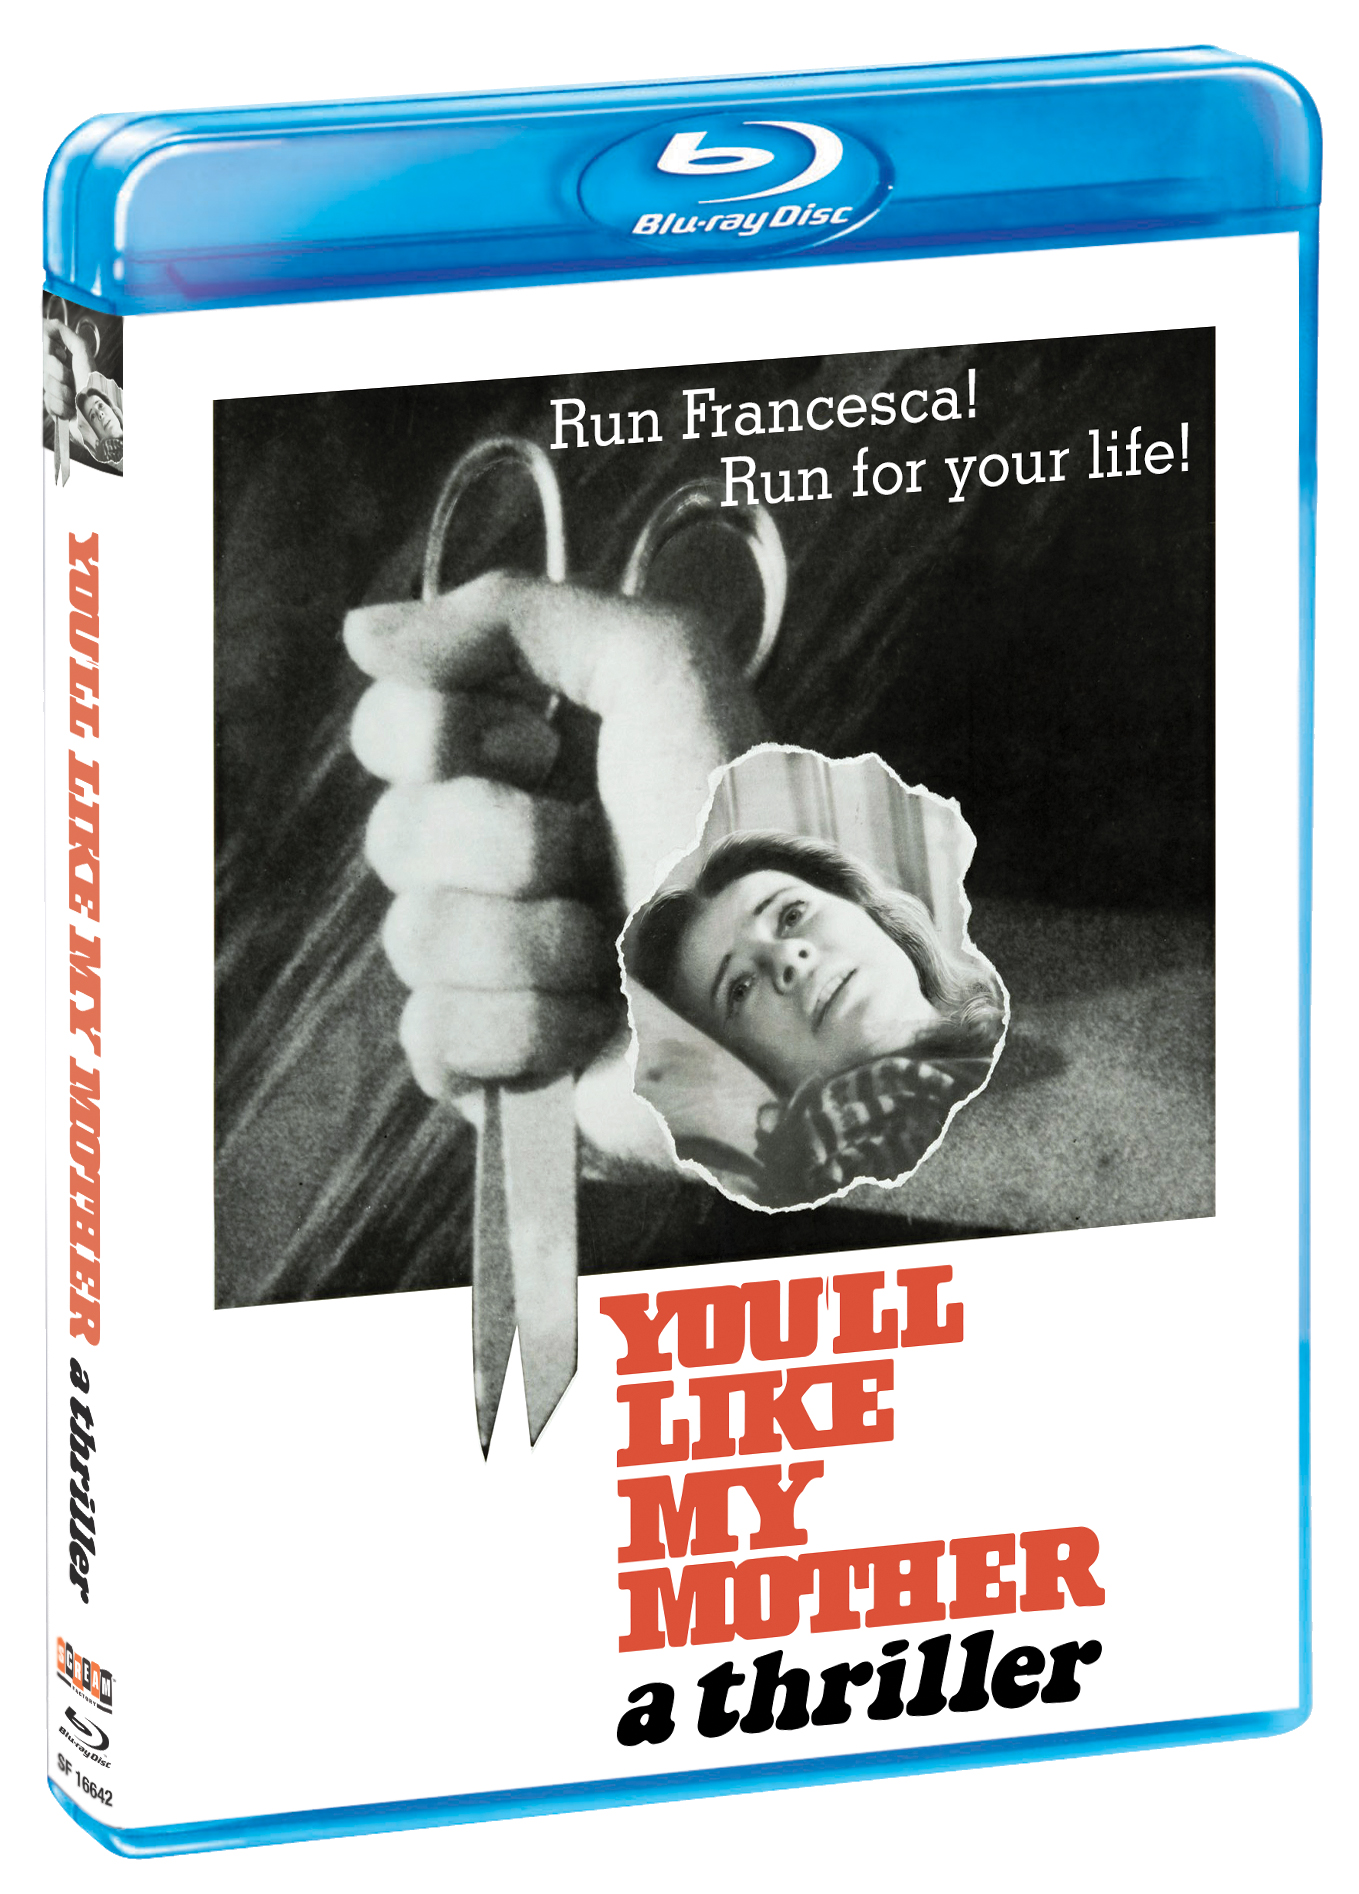 Blu-ray Disc
Run Francesca!
Run for your life!
YOU'LL
LIKE
MY
MOTHER
a thriller
YOU'LL LIKE MY MOTHER a thriller
SCREAM
FACTORY
Blu-ray Disc
SF 16642